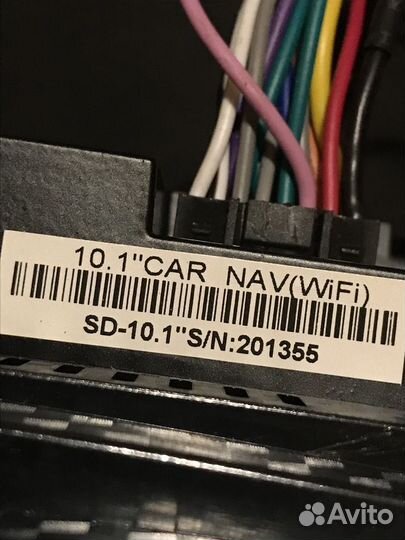 10.1"CAR NAV(WiFi)
SD-10.1"S/N:201355
Avito